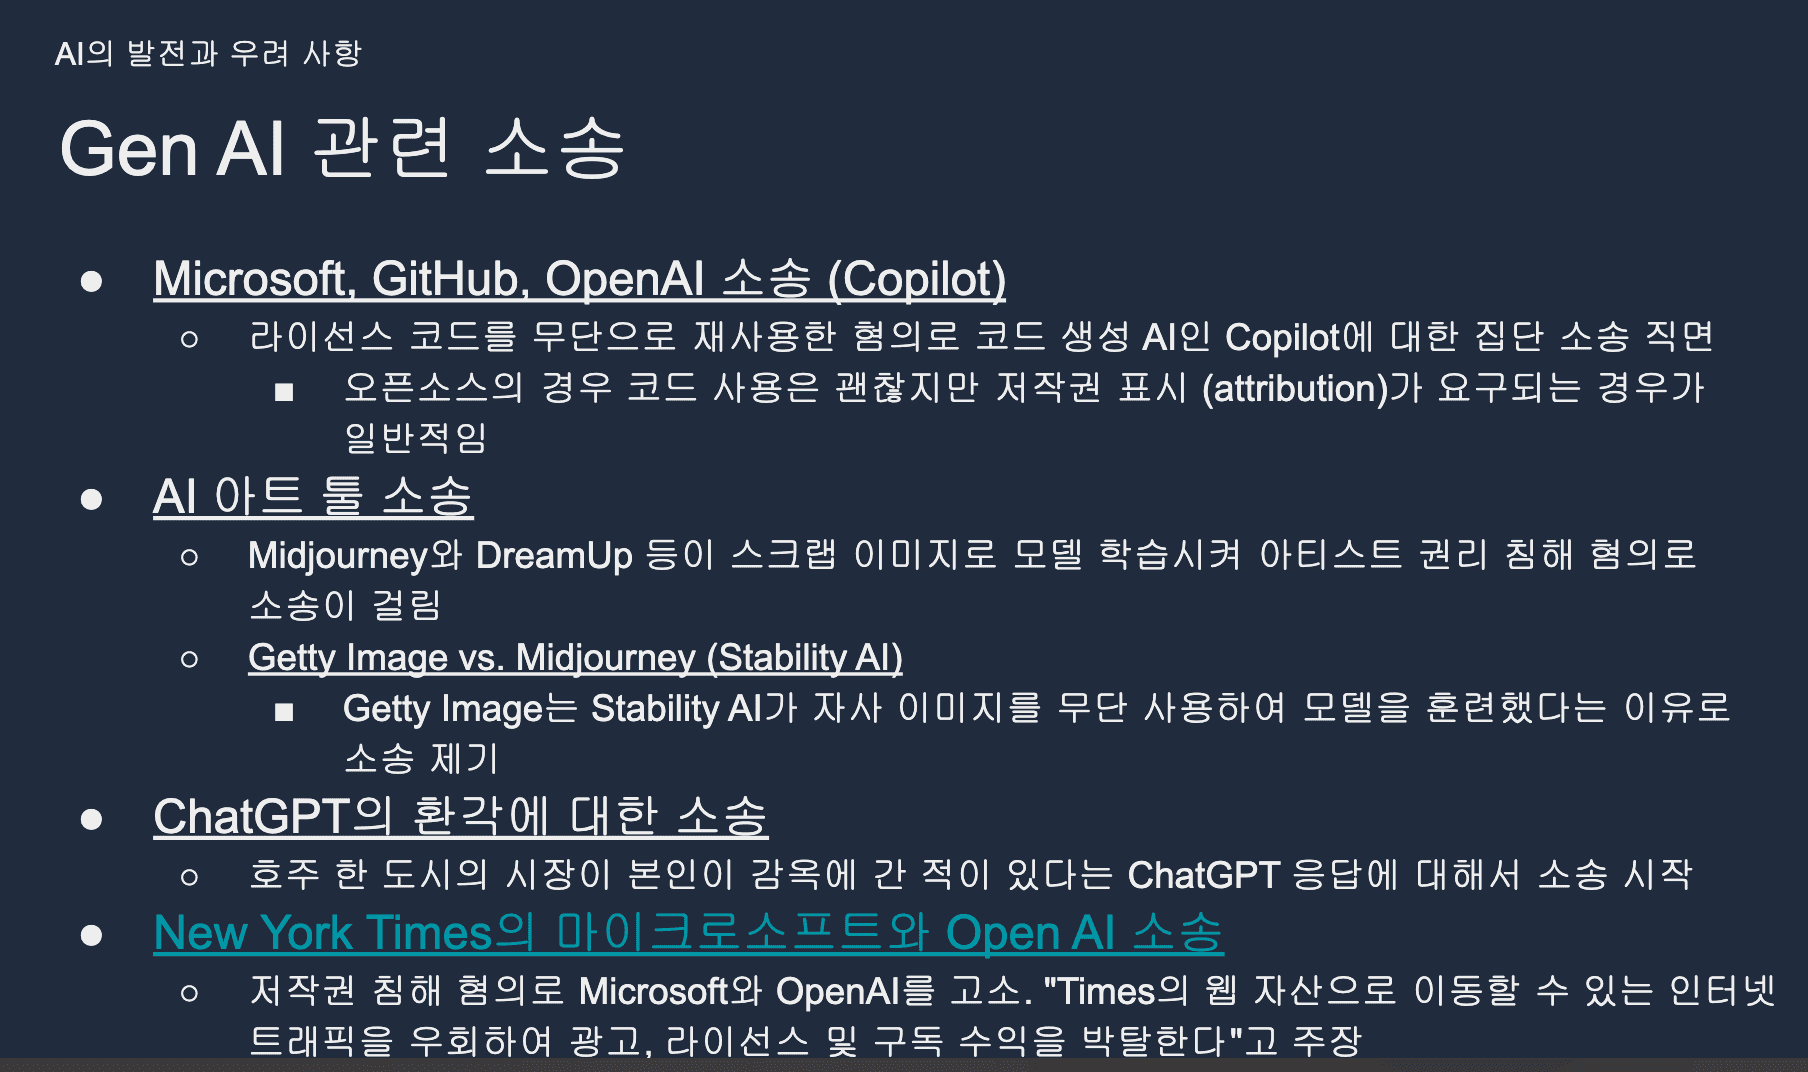 AI의 발전과 우려 사항
Gen AI 관련 소송
● Microsoft, GitHub, OpenAI 소송 (Copilot)
○ 라이선스 코드를 무단으로 재사용한 혐의로 코드 생성 AI인 Copilot에 대한 집단 소송 직면
■ 오픈소스의 경우 코드 사용은 괜찮지만 저작권 표시 (attribution)가 요구되는 경우가
일반적임
● AI 아트 툴 소송
○ Midjourney와 DreamUp 등이 스크랩 이미지로 모델 학습시켜 아티스트 권리 침해 혐의로
소송이 걸림
○ Getty Image vs. Midjourney (Stability AI)
■ Getty Image는 Stability AI가 자사 이미지를 무단 사용하여 모델을 훈련했다는 이유로
소송 제기
● ChatGPT의 환각에 대한 소송
○ 호주 한 도시의 시장이 본인이 감옥에 간 적이 있다는 ChatGPT 응답에 대해서 소송 시작
● New York Times의 마이크로소프트와 Open AI 소송
○ 저작권 침해 혐의로 Microsoft와 OpenAI를 고소. "Times의 웹 자산으로 이동할 수 있는 인터넷
트래픽을 우회하여 광고, 라이선스 및 구독 수익을 박탈한다"고 주장